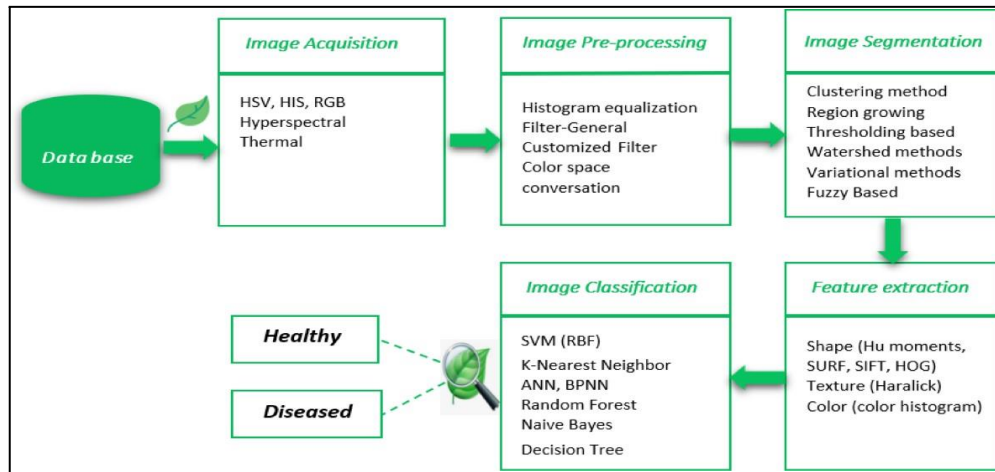 Data base
Image Acquisition
HSV, HIS, RGB
Hyperspectral
Thermal
Image Pre-processing
Histogram equalization
Filter-General
Customized Filter
Color space
conversation
Image Segmentation
Clustering method
Region growing
Thresholding based
Watershed methods
Variational methods
Fuzzy Based
Feature extraction
Shape (Hu moments,
SURF, SIFT, HOG)
Texture (Haralick)
Color (color histogram)
Image Classification
SVM (RBF)
K-Nearest Neighbor
ANN, BPNN
Random Forest
Naive Bayes
Decision Tree
Healthy
Diseased